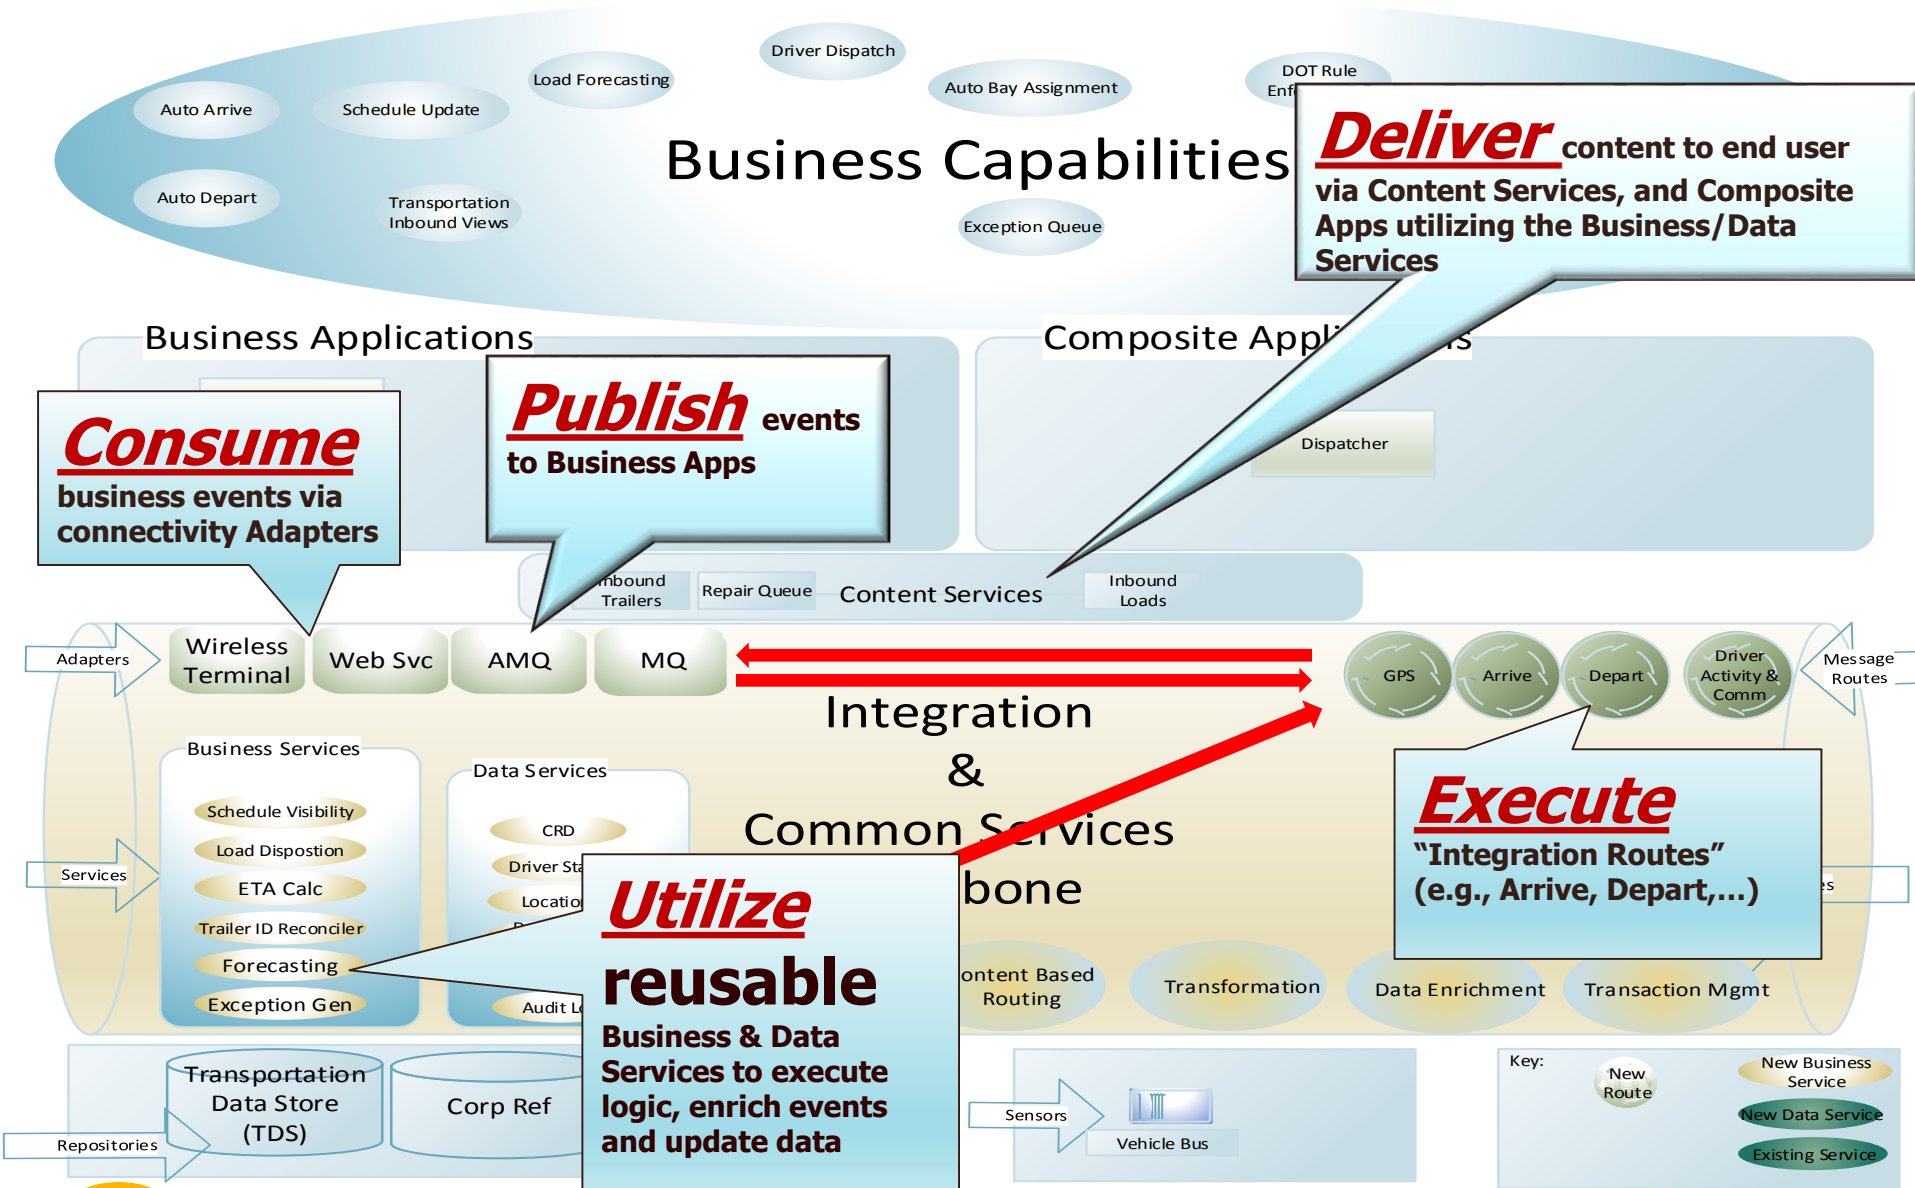 Driver Dispatch
Load Forecasting
DOT Rule
Auto Bay Assignment
Auto Arrive
Schedule Update
Business Capabilities
Auto Depart
Transportation
Inbound Views
Exception Queue
Deliver content to end user
via Content Services, and Composite
Apps utilizing the Business/Data
Services
Business Applications
Composite
Consume
business events via
connectivity Adapters
Publish events
to Business Apps
Dispatcher
Trailers
Repair Queue
Content Services
Inbound
Loads
Adapters
Wireless
Terminal
Web Svc
AMQ
MQ
GPS
Arrive
Depart
Driver
Activity &
Comm
Message
Routes
Integration
&
Common Services
Business Services
Schedule Visibility
Load Dispostion
ETA Calc
Trailer ID Reconciler
Forecasting
Exception Gen
Services
Data Services
CRD
Driver
Audit
Utilize
reusable
Business & Data
Services to execute
logic, enrich events
and update data
Execute
“Integration Routes”
(e.g., Arrive, Depart,...)
Based
Routing
Transformation
Data Enrichment
Transaction Mgmt
Repositories
Transportation
Data Store
(TDS)
Corp Ref
Sensors
Vehicle Bus
Key:
New
Route
New Business
Service
New Data Service
Existing Service